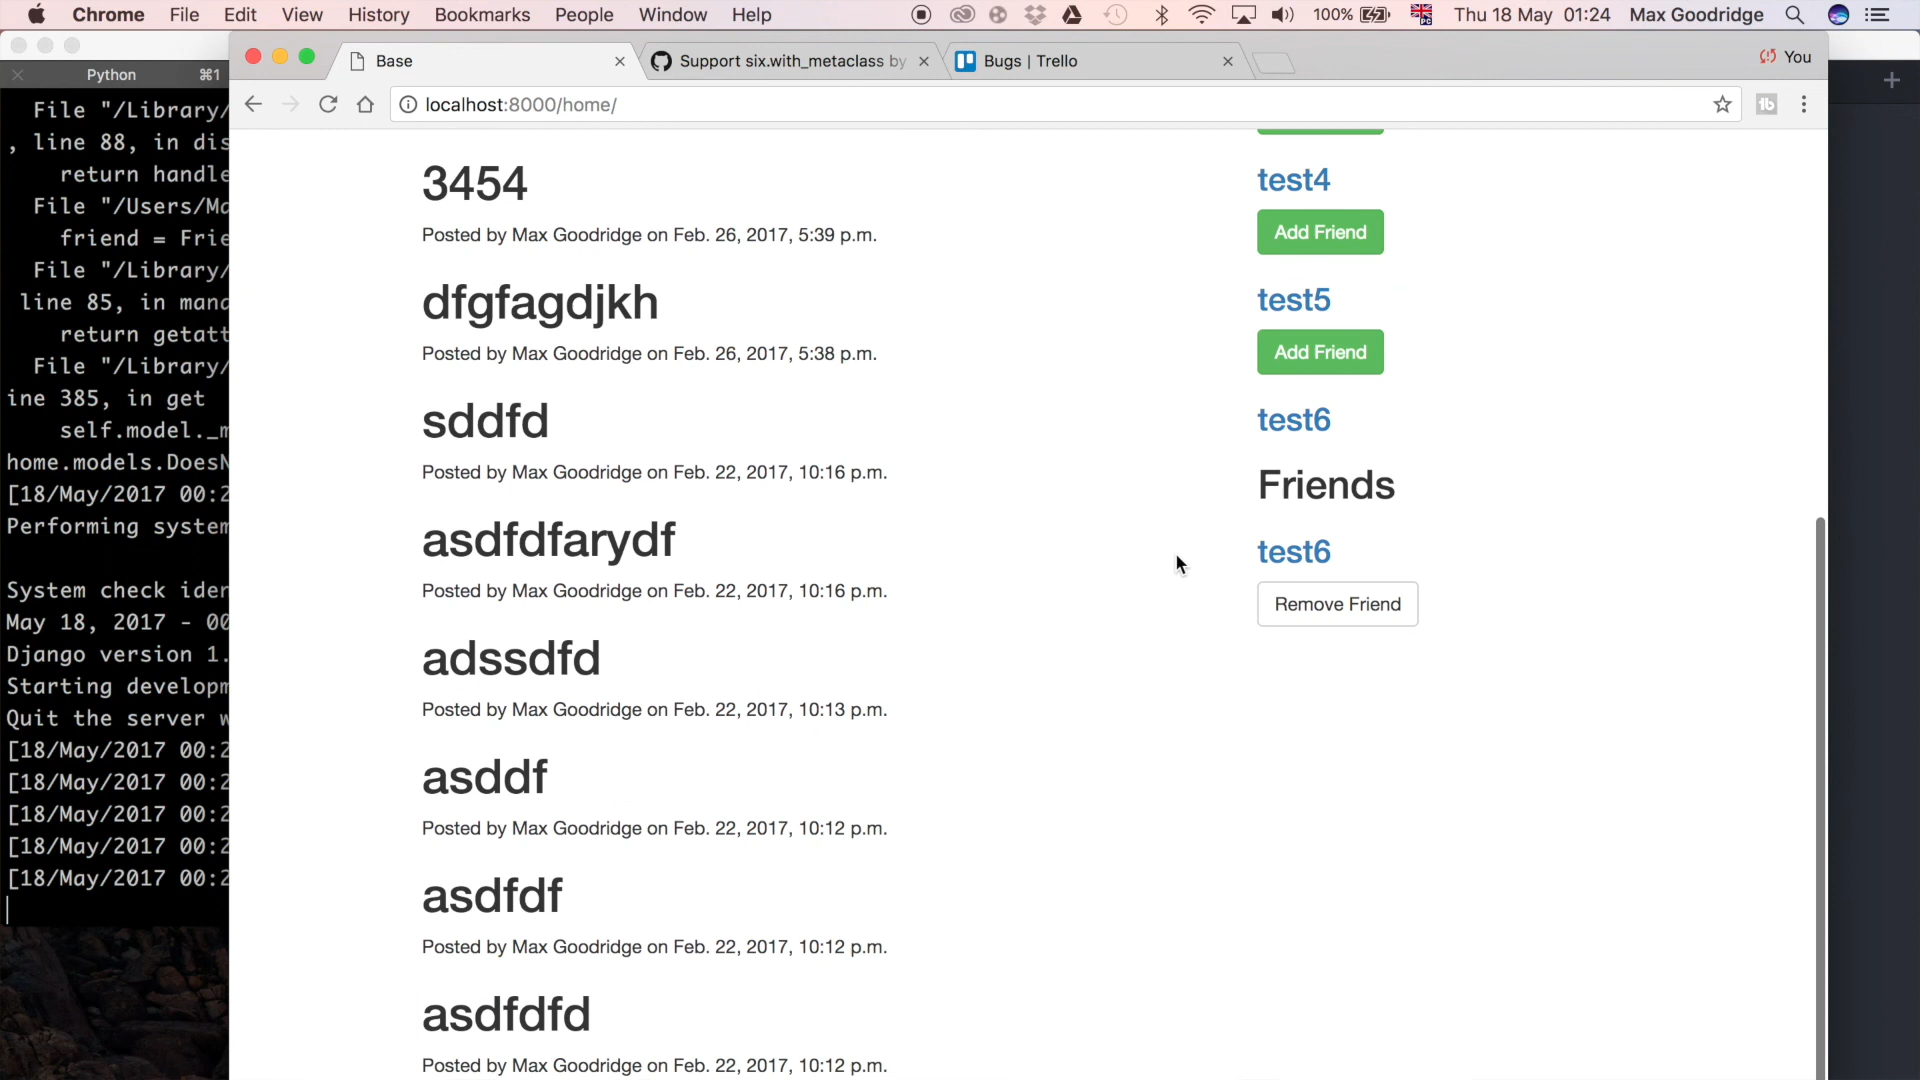 Chrome File Edit View History Bookmarks People Window Help 100% Thu 18 May 01:24 Max Goodridge
Python ⌘1
Base
Support six.with_metaclass by
Bugs | Trello
You
localhost:8000/home/
File "/Library/
, line 88, in dis
return handle
File "/Users/Ma
friend = Frie
File "/Library/
line 85, in mana
return getatt
File "/Library/
ine 385, in get
self.model._m
home.models.DoesN
[18/May/2017 00:2
Performing system
System check iden
May 18, 2017 - 00
Django version 1.
Starting developm
Quit the server w
[18/May/2017 00:2
[18/May/2017 00:2
[18/May/2017 00:2
[18/May/2017 00:2
[18/May/2017 00:2
3454
Posted by Max Goodridge on Feb. 26, 2017, 5:39 p.m.
dfgfagdjkh
Posted by Max Goodridge on Feb. 26, 2017, 5:38 p.m.
sddfd
Posted by Max Goodridge on Feb. 22, 2017, 10:16 p.m.
asdfdfarydf
Posted by Max Goodridge on Feb. 22, 2017, 10:16 p.m.
adssdfd
Posted by Max Goodridge on Feb. 22, 2017, 10:13 p.m.
asddf
Posted by Max Goodridge on Feb. 22, 2017, 10:12 p.m.
asdfdf
Posted by Max Goodridge on Feb. 22, 2017, 10:12 p.m.
asdfdfd
Posted by Max Goodridge on Feb. 22, 2017, 10:12 p.m.
test4
Add Friend
test5
Add Friend
test6
Friends
test6
Remove Friend